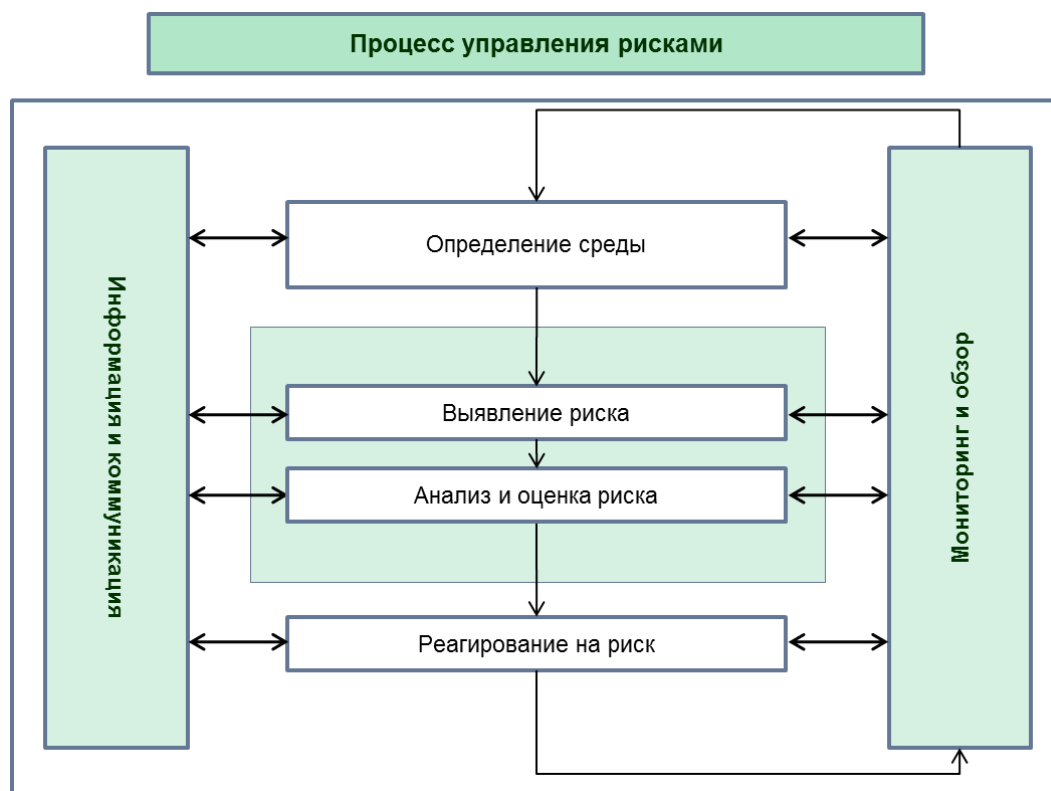 Процесс управления рисками
Информация и коммуникация
Определение среды
Выявление риска
Анализ и оценка риска
Реагирование на риск
Мониторинг и обзор